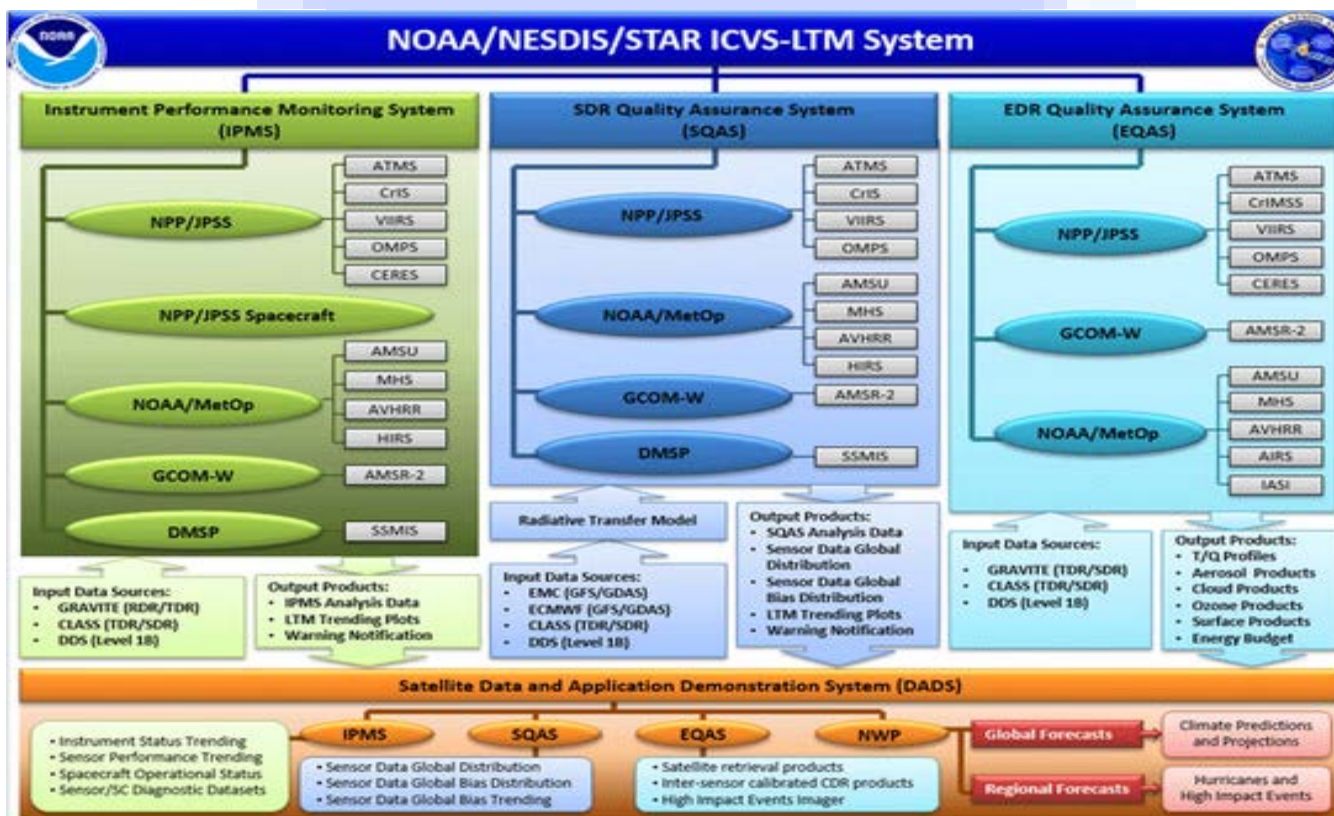 NOAA
NOAA/NESDIS/STAR ICVS-LTM System
Instrument Performance Monitoring System
(IPMS)
NPP/JPSS
ATMS
CrIS
VIIRS
OMPS
CERES
NPP/JPSS Spacecraft
NOAA/MetOp
AMSU
MHS
AVHRR
HIRS
GCOM-W
AMSR-2
DMSP
SSMIS
Input Data Sources:
• GRAVITE (RDR/TDR)
• CLASS (TDR/SDR)
• DDS (Level 1B)
Output Products:
• IPMS Analysis Data
• LTM Trending Plots
• Warning Notification
SDR Quality Assurance System
(SQAS)
NPP/JPSS
ATMS
CrIS
VIIRS
OMPS
NOAA/MetOp
AMSU
MHS
AVHRR
HIRS
GCOM-W
AMSR-2
DMSP
SSMIS
Radiative Transfer Model
Input Data Sources:
• EMC (GFS/GDAS)
• ECMWF (GFS/GDAS)
• CLASS (TDR/SDR)
• DDS (Level 1B)
Output Products:
• SQAS Analysis Data
• Sensor Data Global
Distribution
• Sensor Data Global
Bias Distribution
• LTM Trending Plots
• Warning Notification
EDR Quality Assurance System
(EQAS)
NPP/JPSS
ATMS
CrIMSS
VIIRS
OMPS
CERES
GCOM-W
AMSR-2
NOAA/MetOp
AMSU
MHS
AVHRR
AIRS
IASI
Input Data Sources:
• GRAVITE (TDR/SDR)
• CLASS (TDR/SDR)
• DDS (Level 1B)
Output Products:
• T/Q Profiles
• Aerosol Products
• Cloud Products
• Ozone Products
• Surface Products
• Energy Budget
Satellite Data and Application Demonstration System (DADS)
• Instrument Status Trending
• Sensor Performance Trending
• Spacecraft Operational Status
• Sensor/SC Diagnostic Datasets
IPMS
SQAS
EQAS
NWP
• Sensor Data Global Distribution
• Sensor Data Global Bias Distribution
• Sensor Data Global Bias Trending
• Satellite retrieval products
• Inter-sensor calibrated CDR products
• High Impact Events Imager
Global Forecasts
Climate Predictions
and Projections
Regional Forecasts
Hurricanes and
High Impact Events